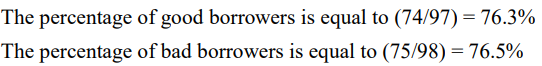 The percentage of good borrowers is equal to (74/97) = 76.3%
The percentage of bad borrowers is equal to (75/98) = 76.5%